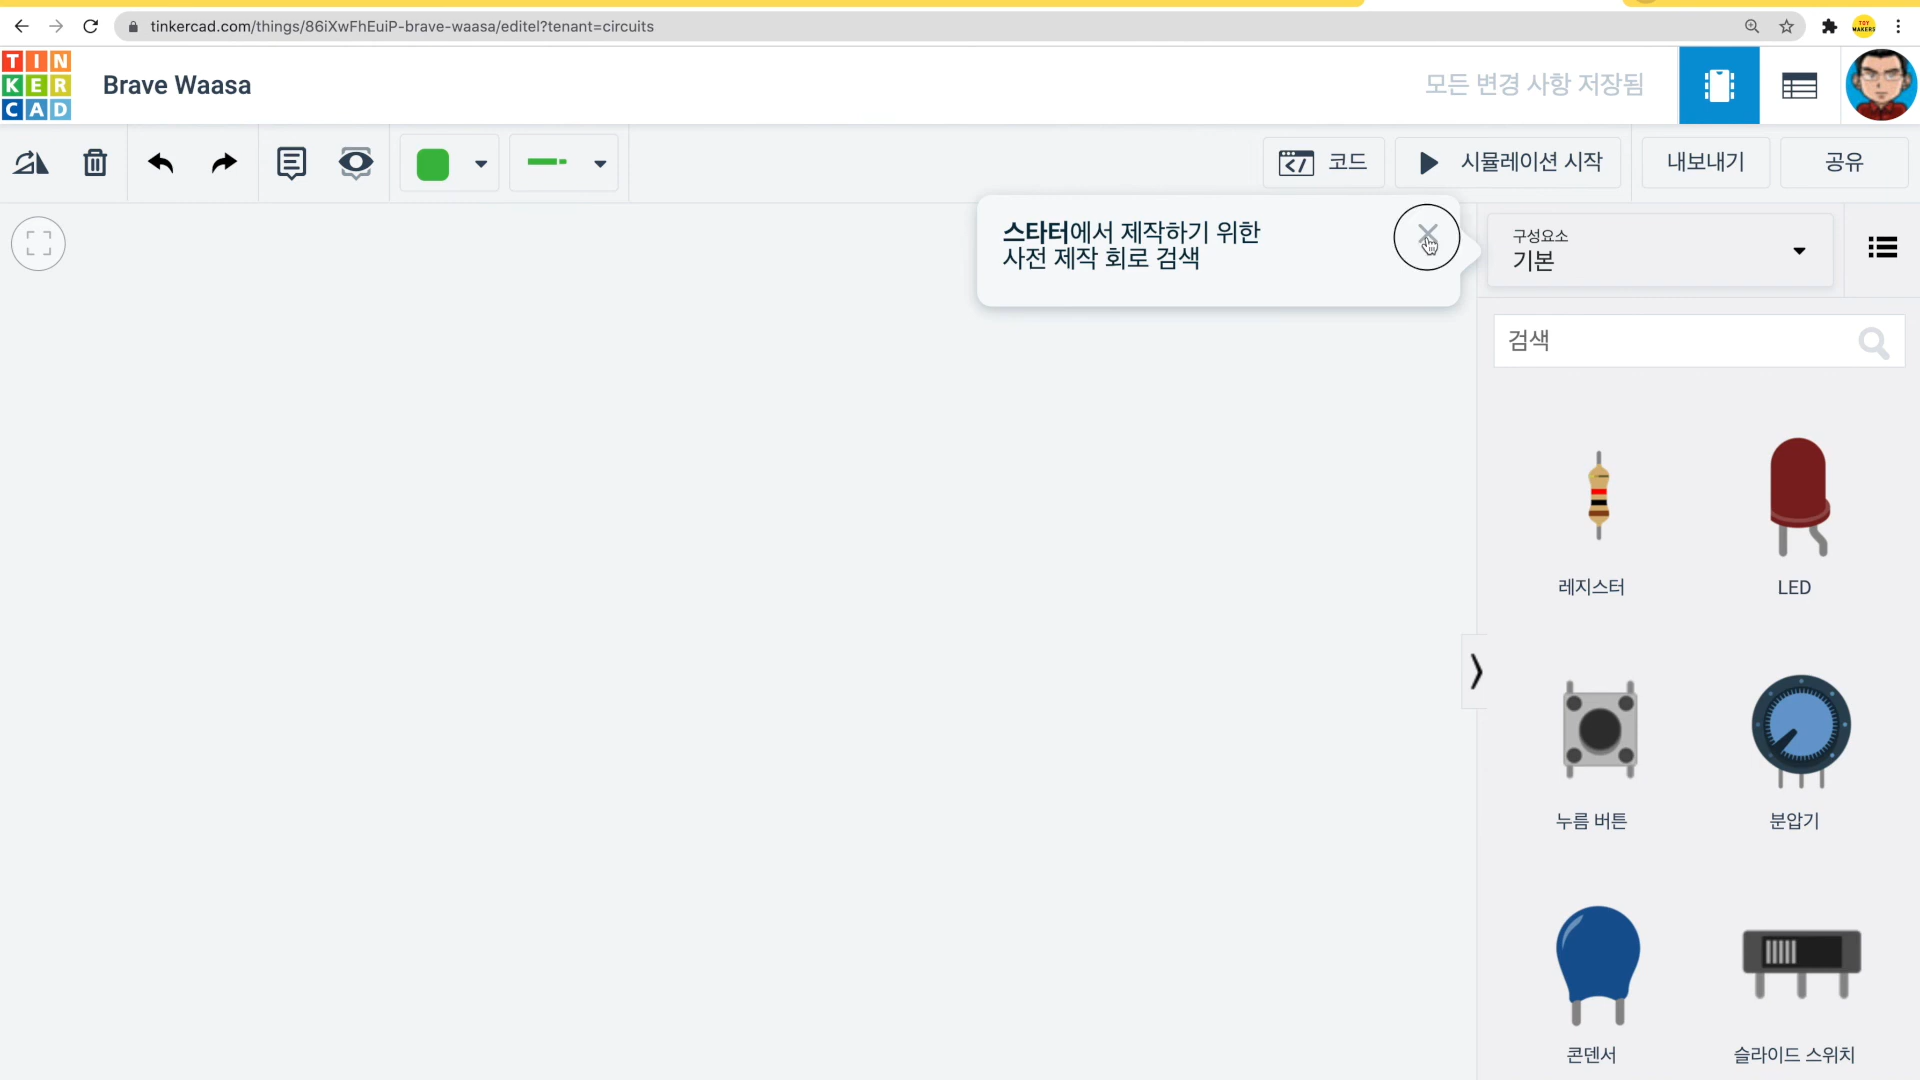 tinkercad.com/things/86iXwFhEuiP-brave-waasa/editel?tenant=circuits
TOY
MAKERS
TIN
KER
CAD
Brave Waasa
모든 변경 사항 저장됨
코드
시뮬레이션 시작
내보내기
공유
스타터에서 제작하기 위한
사전 제작 회로 검색
구성요소
기본
검색
레지스터
LED
누름 버튼
분압기
콘덴서
슬라이드 스위치